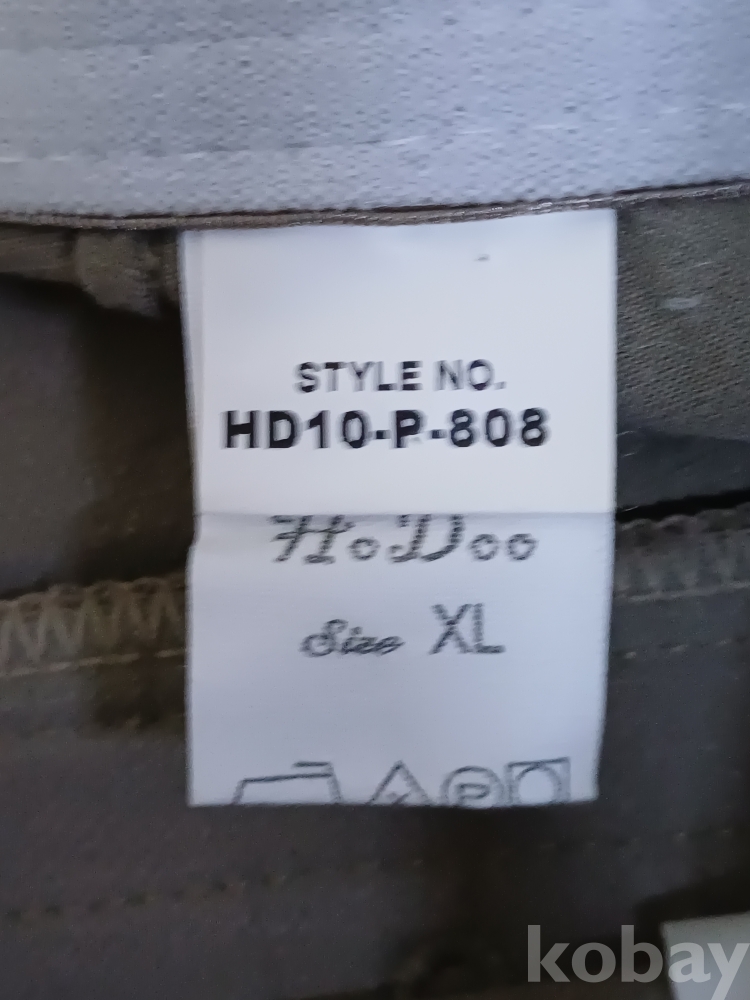 STYLE NO.
HD10-P-808
HoDoo
Size XL
P
kobay